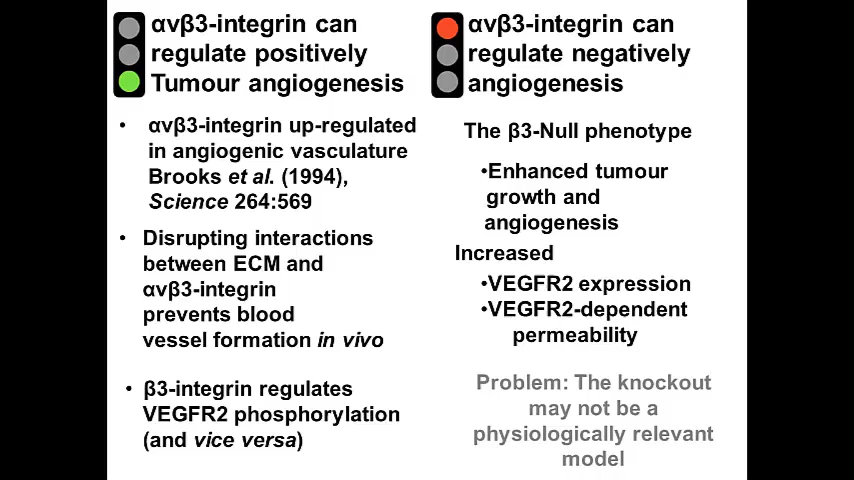 αvβ3-integrin can
regulate positively
Tumour angiogenesis
• αvβ3-integrin up-regulated
in angiogenic vasculature
Brooks et al. (1994),
Science 264:569
• Disrupting interactions
between ECM and
αvβ3-integrin
prevents blood
vessel formation in vivo
• β3-integrin regulates
VEGFR2 phosphorylation
(and vice versa)
αvβ3-integrin can
regulate negatively
angiogenesis
The β3-Null phenotype
•Enhanced tumour
growth and
angiogenesis
Increased
•VEGFR2 expression
•VEGFR2-dependent
permeability
Problem: The knockout
may not be a
physiologically relevant
model